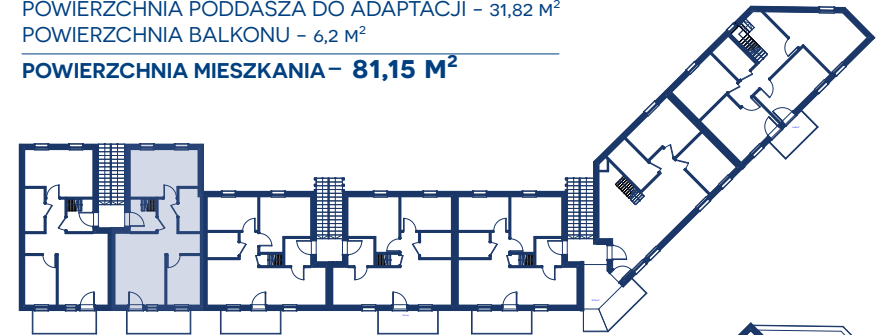 POWIERZCHNIA PODDASZA DO ADAPTACJI – 31,82 M²
POWIERZCHNIA BALKONU – 6,2 M²
POWIERZCHNIA MIESZKANIA – 81,15 M²